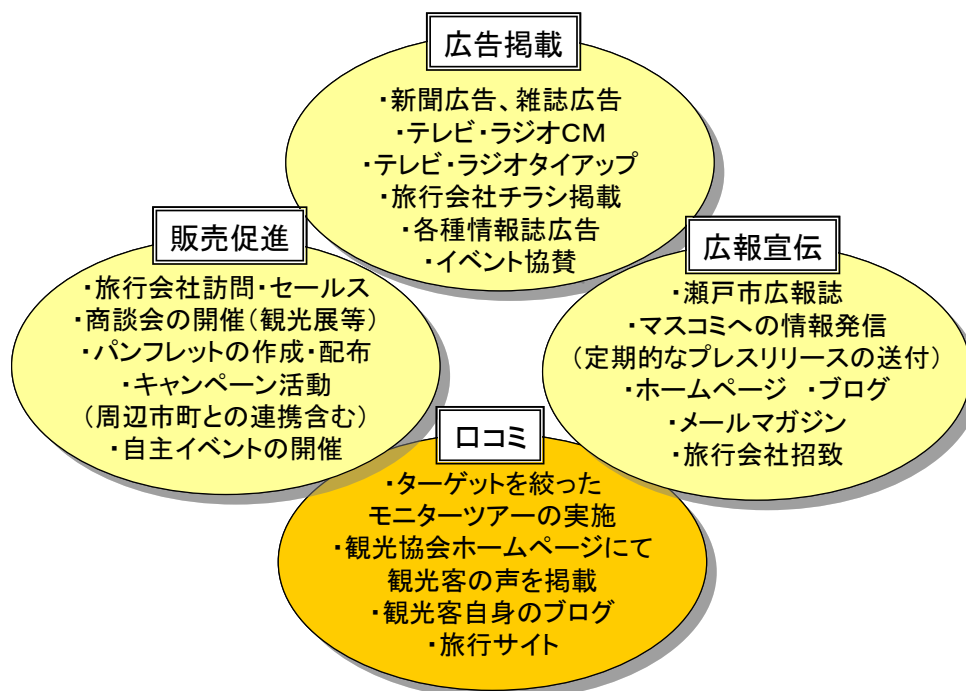 広告掲載
・新聞広告、雑誌広告
・テレビ・ラジオCM
・テレビ・ラジオタイアップ
・旅行会社チラシ掲載
・各種情報誌広告
・イベント協賛
販売促進
・旅行会社訪問・セールス
・商談会の開催(観光展等)
・パンフレットの作成・配布
・キャンペーン活動
(周辺市町との連携含む)
・自主イベントの開催
広報宣伝
・瀬戸市広報誌
・マスコミへの情報発信
(定期的なプレスリリースの送付)
・ホームページ ・ブログ
・メールマガジン
・旅行会社招致
口コミ
・ターゲットを絞った
モニターツアーの実施
・観光協会ホームページにて
観光客の声を掲載
・観光客自身のブログ
・旅行サイト